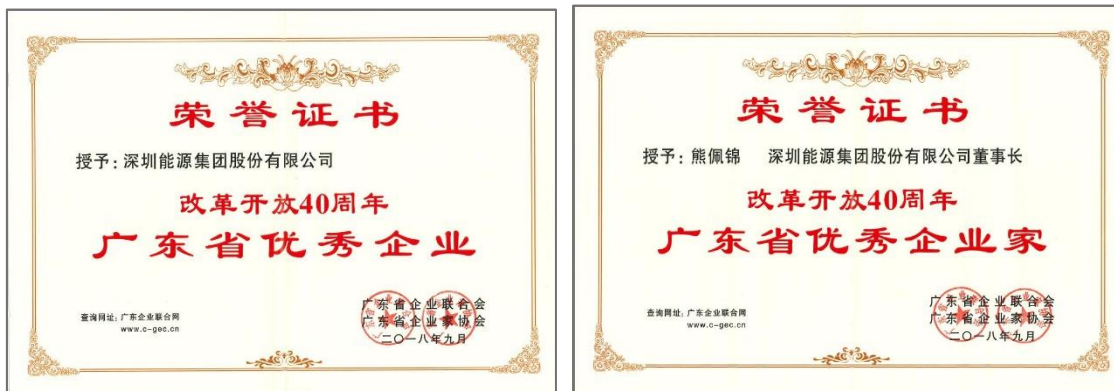 荣誉证书
授予：深圳能源集团股份有限公司
改革开放40周年
广东省优秀企业
查询网址：广东企业联合网
www.c-gec.cn
广东省企业联合会
广东省企业家协会
二〇一八年九月
荣誉证书
授予：熊佩锦 深圳能源集团股份有限公司董事长
改革开放40周年
广东省优秀企业家
查询网址：广东企业联合网
www.c-gec.cn
广东省企业联合会
广东省企业家协会
二〇一八年九月